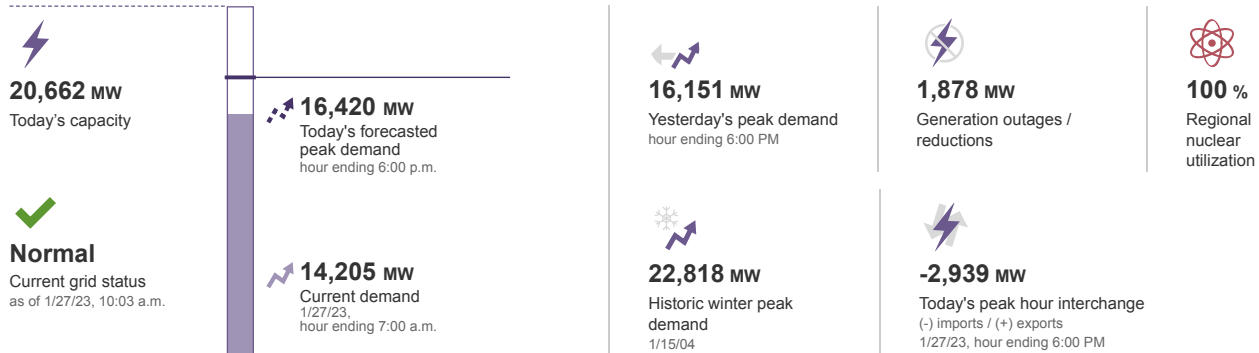 20,662 MW
Today's capacity
Normal
Current grid status
as of 1/27/23, 10:03 a.m.
16,420 MW
Today's forecasted
peak demand
hour ending 6:00 p.m.
14,205 MW
Current demand
1/27/23,
hour ending 7:00 a.m.
16,151 MW
Yesterday's peak demand
hour ending 6:00 PM
1,878 MW
Generation outages /
reductions
100 %
Regional
nuclear
utilization
22,818 MW
Historic winter peak
demand
1/15/04
-2,939 MW
Today's peak hour interchange
(-) imports / (+) exports
1/27/23, hour ending 6:00 PM